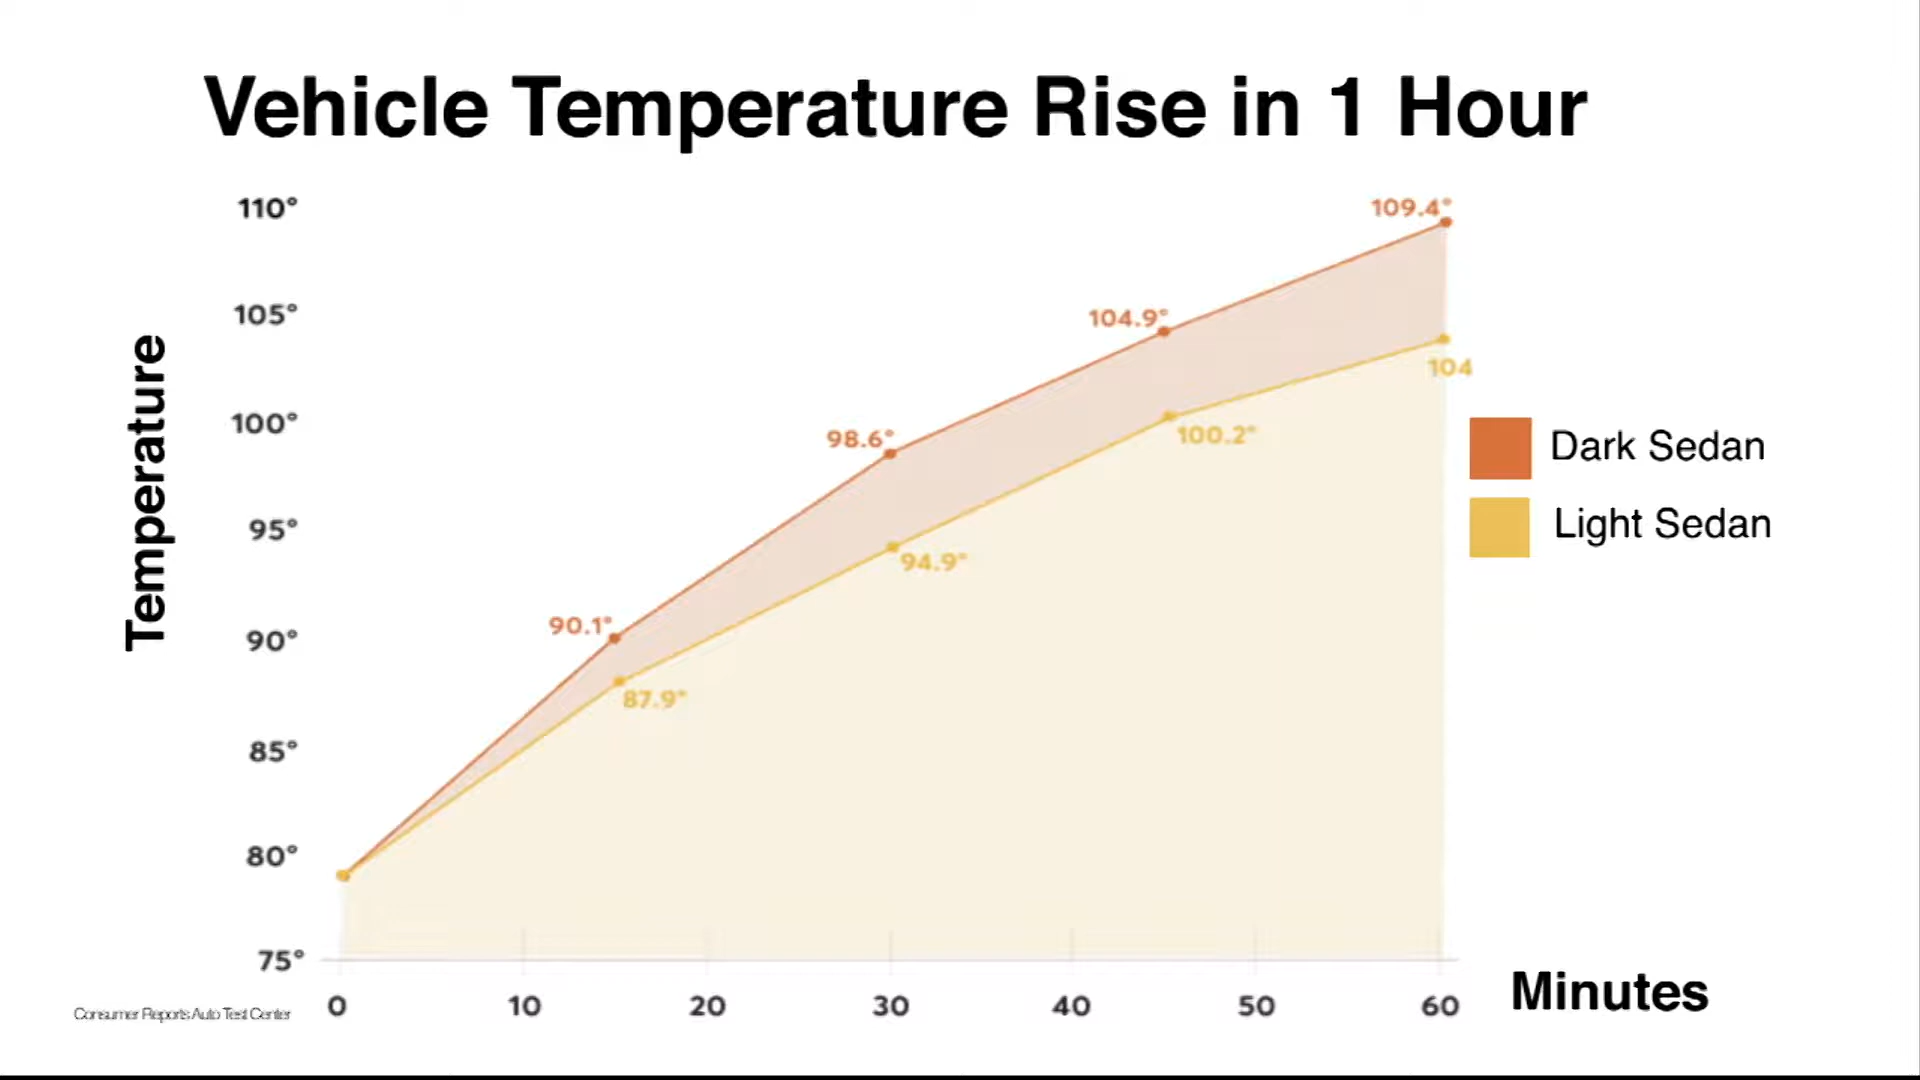 Vehicle Temperature Rise in 1 Hour
110°
109.4°
105°
104.9°
104
100°
98.6°
100.2°
Dark Sedan
95°
94.9°
Light Sedan
Temperature
90°
90.1°
87.9°
85°
80°
75°
0 10 20 30 40 50 60
Minutes
Consumer Reports Auto Test Center